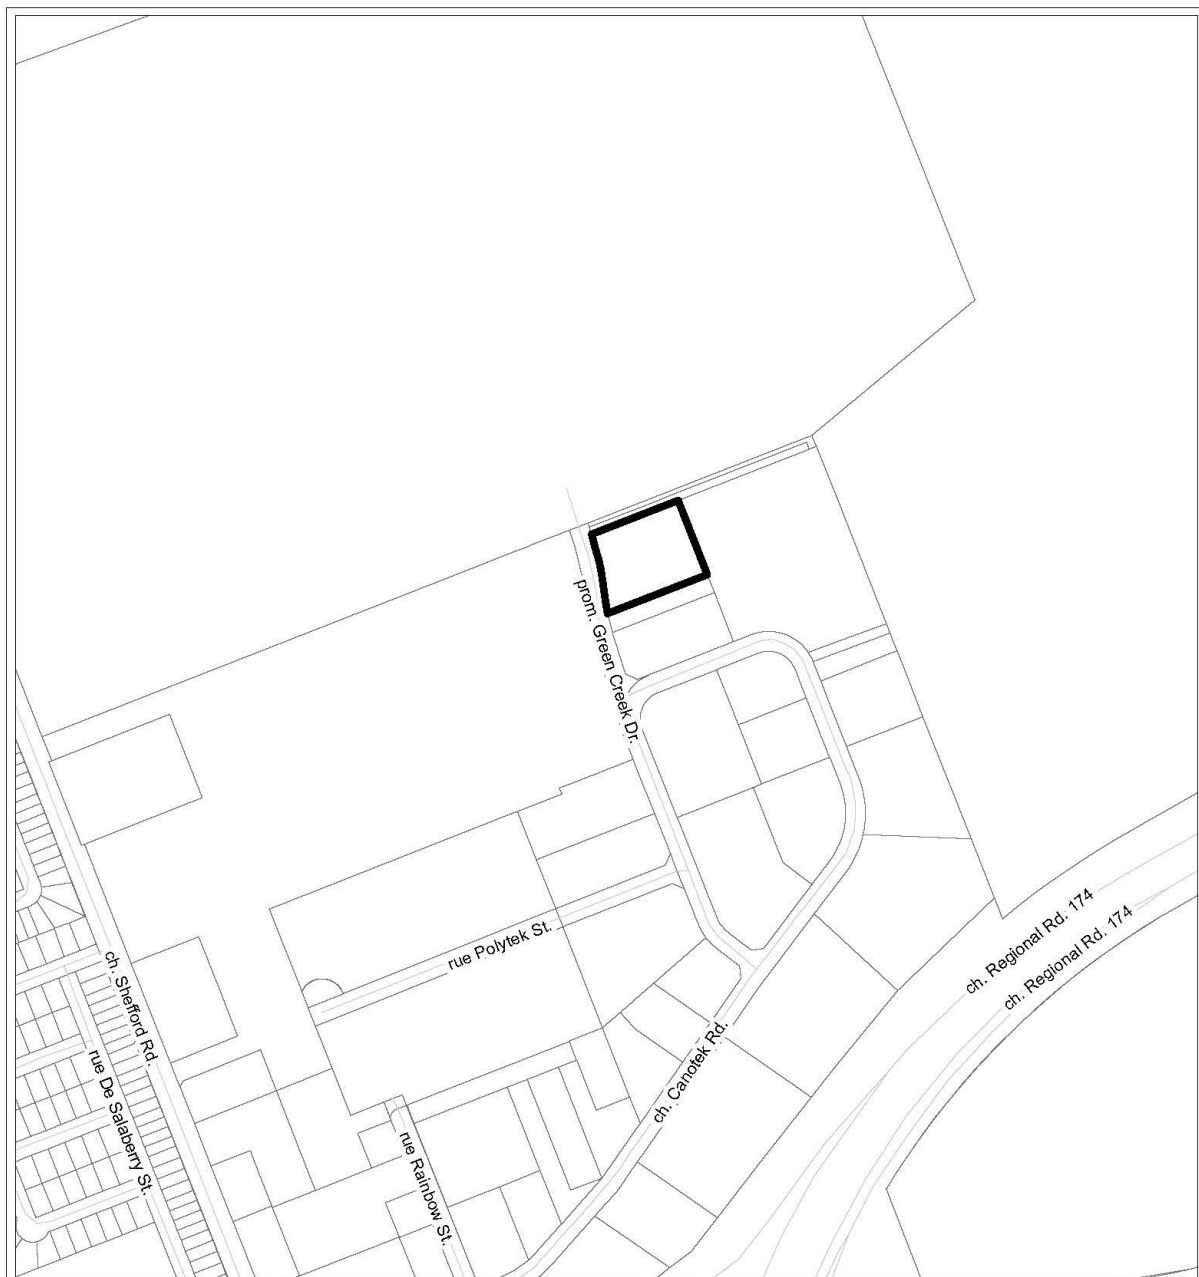 prom. Green Creek Dr.
ch. Regional Rd. 174
ch. Regional Rd. 174
rue Polytek St.
ch. Shefford Rd.
ch. Canotek Rd.
rue De Salaberry St.
rue Rainbow St.